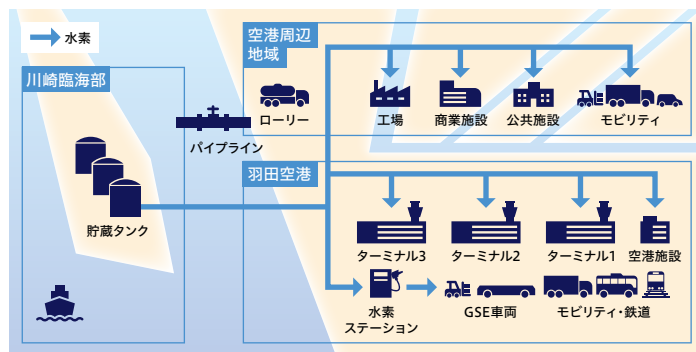 水素
川崎臨海部
貯蔵タンク
パイプライン
空港周辺
地域
ローリー
工場
商業施設
公共施設
モビリティ
羽田空港
ターミナル3
ターミナル2
ターミナル1
空港施設
水素
ステーション
GSE車両
モビリティ・鉄道